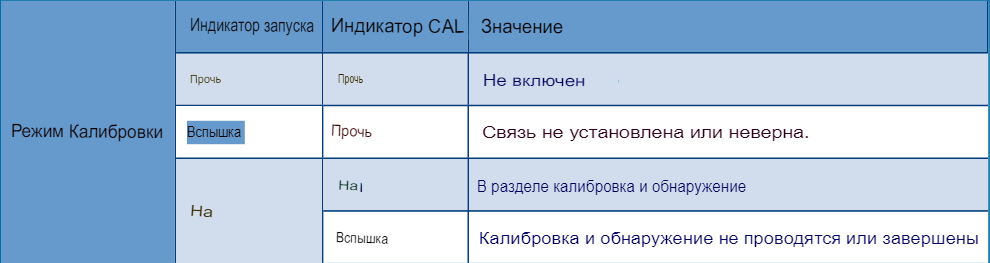 Индикатор запуска Индикатор CAL Значение
Прочь Прочь Не включен
Режим Калибровки Вспышка Прочь Связь не установлена или неверна.
На На В разделе калибровка и обнаружение
Вспышка Калибровка и обнаружение не проводятся или завершены